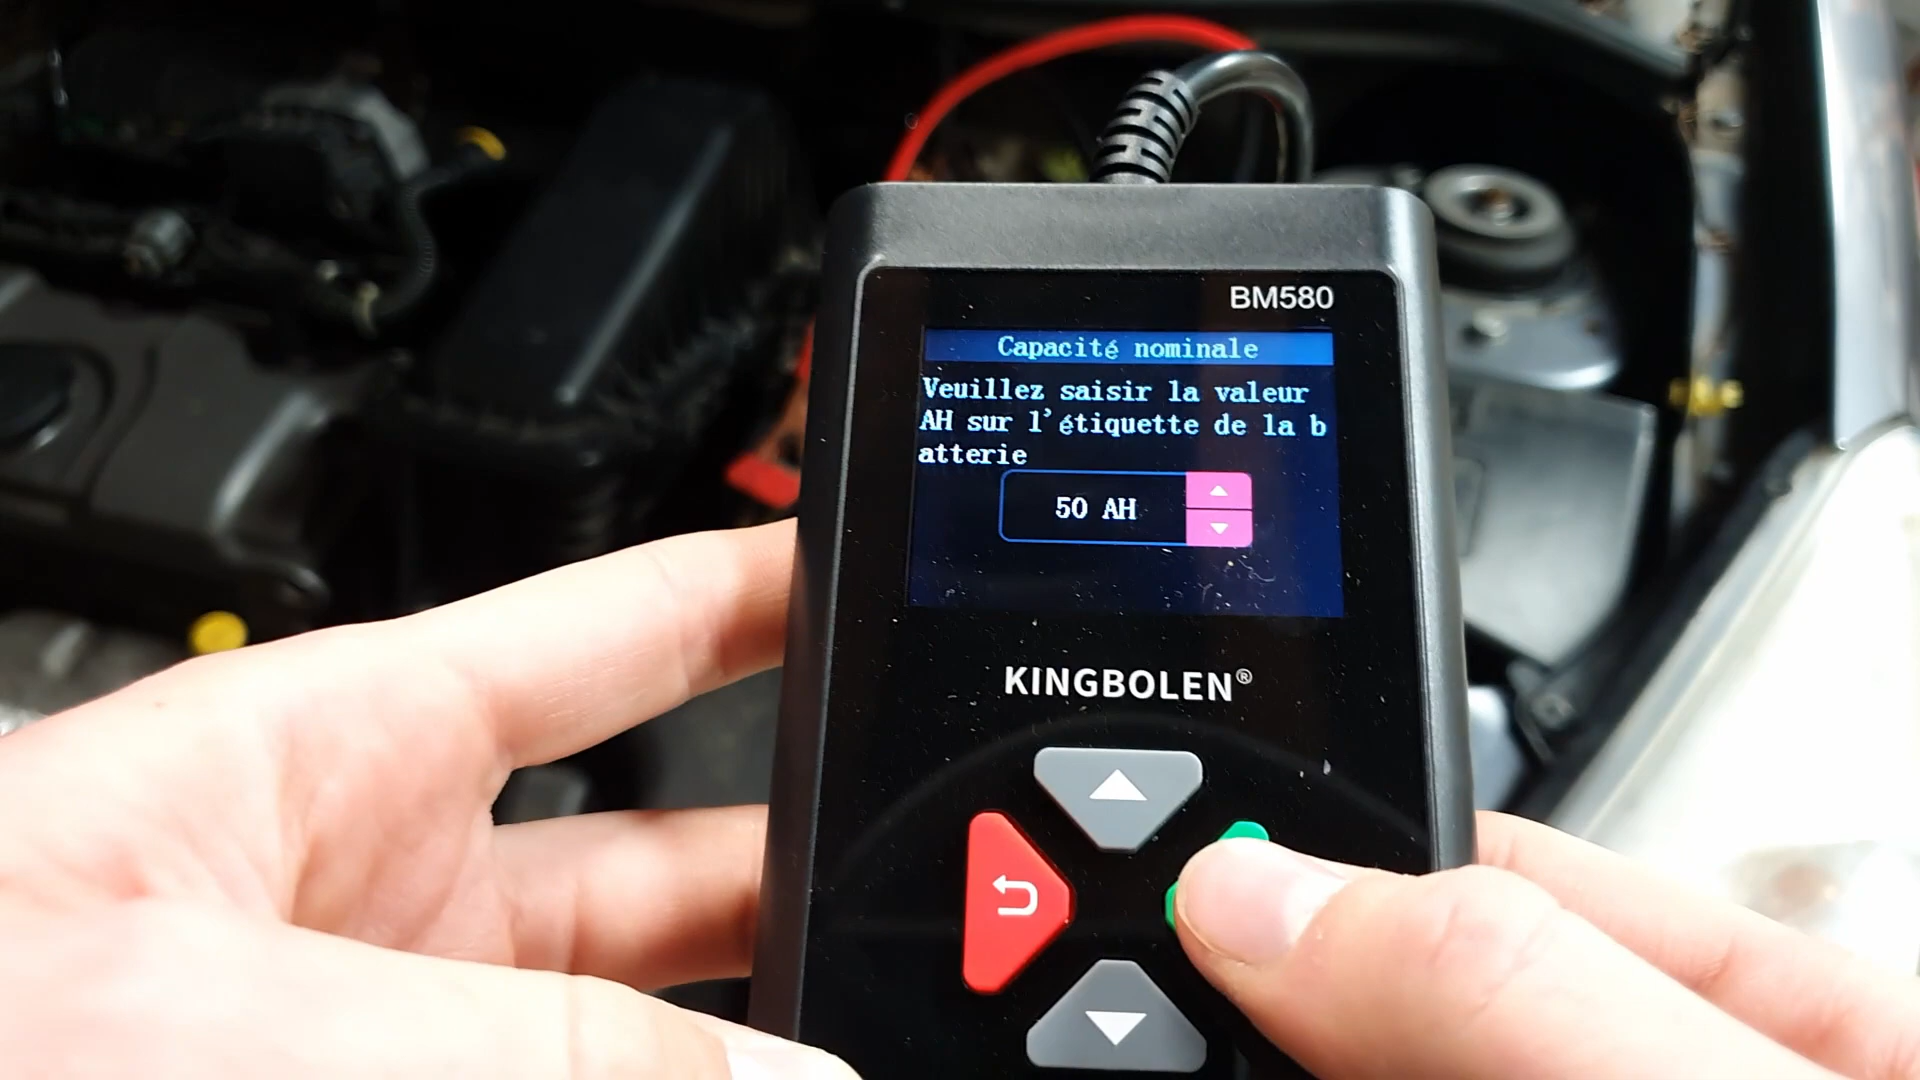 BM580
Capacité nominale
Veuillez saisir la valeur
AH sur l'étiquette de la b
atterie
50 AH
KINGBOLEN®